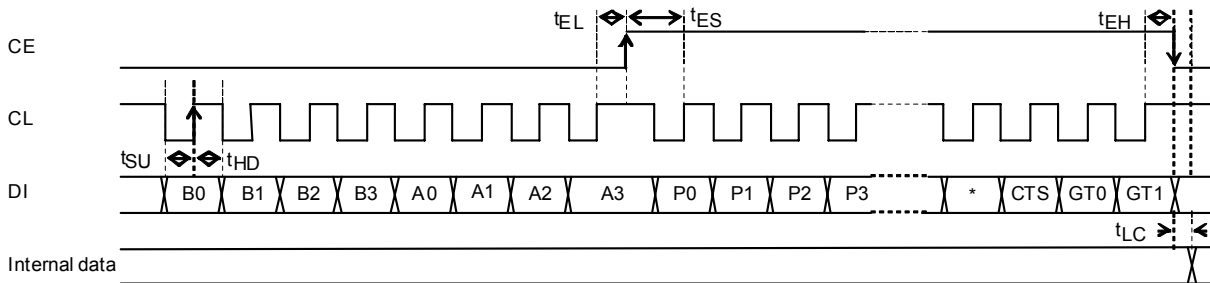 tEL tES tEH
CE
CL
tSU tHD
DI B0 B1 B2 B3 A0 A1 A2 A3 P0 P1 P2 P3 * CTS GT0 GT1
tLC
Internal data